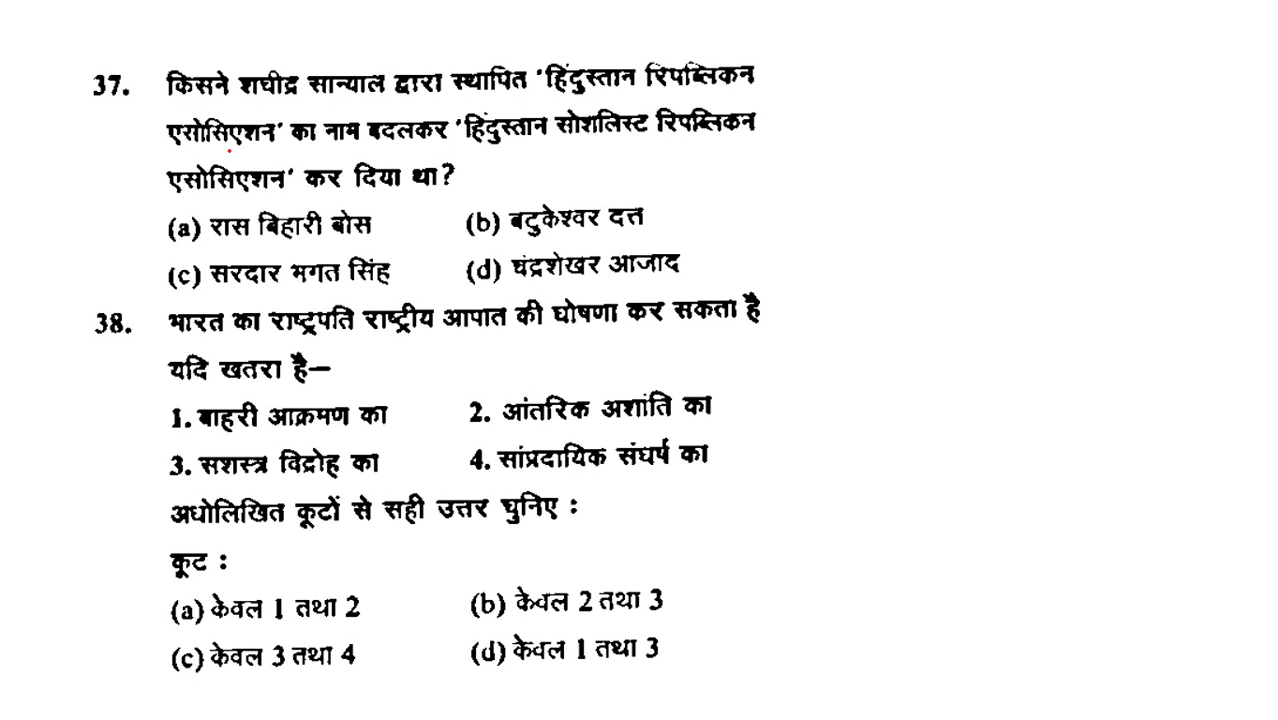 37. किसने शचींद्र सान्याल द्वारा स्थापित 'हिंदुस्तान रिपब्लिकन
एसोसिएशन' का नाम बदलकर 'हिंदुस्तान सोशलिस्ट रिपब्लिकन
एसोसिएशन' कर दिया था?
(a) रास बिहारी बोस (b) बटुकेश्वर दत्त
(c) सरदार भगत सिंह (d) चंद्रशेखर आजाद
38. भारत का राष्ट्रपति राष्ट्रीय आपात की घोषणा कर सकता है
यदि खतरा है—
1. बाहरी आक्रमण का 2. आंतरिक अशांति का
3. सशस्त्र विद्रोह का 4. सांप्रदायिक संघर्ष का
अधोलिखित कूटों से सही उत्तर चुनिए :
कूट :
(a) केवल 1 तथा 2 (b) केवल 2 तथा 3
(c) केवल 3 तथा 4 (d) केवल 1 तथा 3